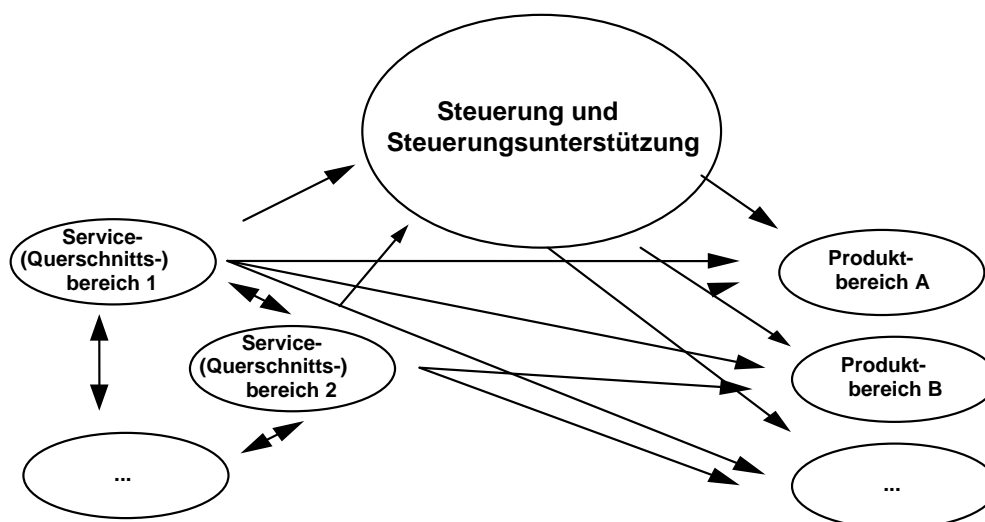 Steuerung und
Steuerungsunterstützung
Service-
(Querschnitts-)
bereich 1
Produkt-
bereich A
Service-
(Querschnitts-)
bereich 2
Produkt-
bereich B
...
...